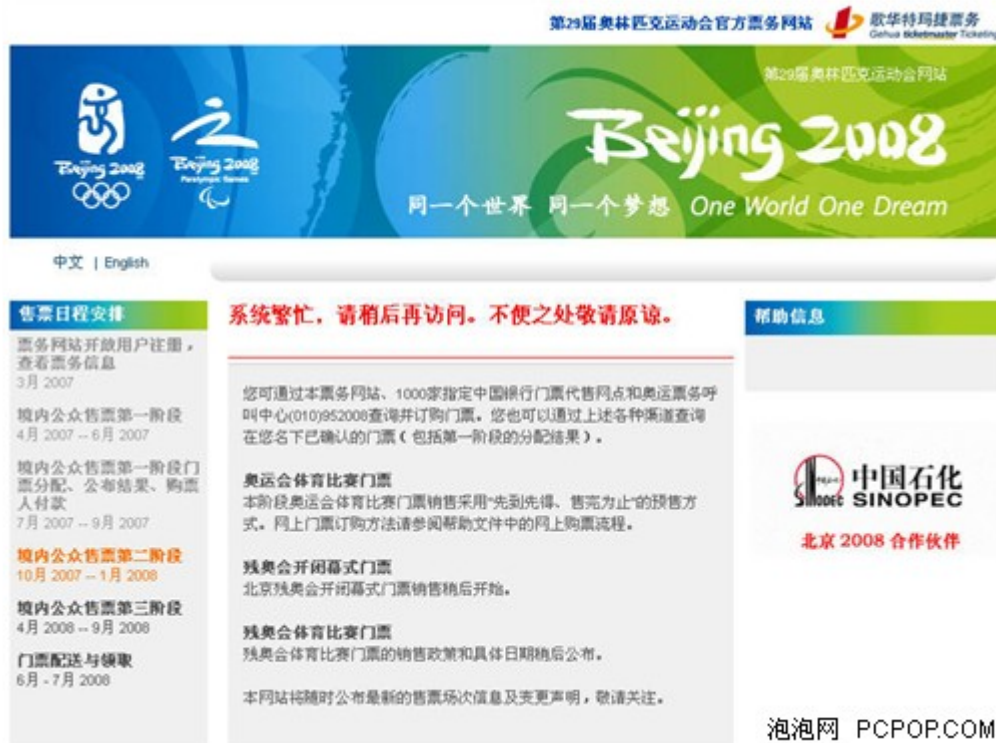 第29届奥林匹克运动会官方票务网站
歌华特玛捷票务
Gehua ticketmaster Ticketing
第29届奥林匹克运动会网站
Beijing 2008
Beijing 2008
Paralympic Games
Beijing 2008
同一个世界 同一个梦想 One World One Dream
中文 | English
售票日程安排
票务网站开放用户注册，
查看票务信息
3月 2007
境内公众售票第一阶段
4月 2007 -- 6月 2007
境内公众售票第一阶段门
票分配、公布结果、购票
人付款
7月 2007 -- 9月 2007
境内公众售票第二阶段
10月 2007 -- 1月 2008
境内公众售票第三阶段
4月 2008 -- 9月 2008
门票配送与领取
6月 - 7月 2008
系统繁忙，请稍后再访问。不便之处敬请原谅。
您可通过本票务网站、1000家指定中国银行门票代售网点和奥运票务呼
叫中心(010)952008查询并订购门票。您也可以通过上述各种渠道查询
在您名下已确认的门票（包括第一阶段的分配结果）。
奥运会体育比赛门票
本阶段奥运会体育比赛门票销售采用“先到先得、售完为止”的预售方
式。网上门票订购方法请参阅帮助文件中的网上购票流程。
残奥会开闭幕式门票
北京残奥会开闭幕式门票销售稍后开始。
残奥会体育比赛门票
残奥会体育比赛门票的销售政策和具体日期稍后公布。
本网站将随时公布最新的售票场次信息及变更声明，敬请关注。
帮助信息
中国石化
SINOPEC
SINOPEC
北京 2008 合作伙伴
泡泡网 PCPOP.COM